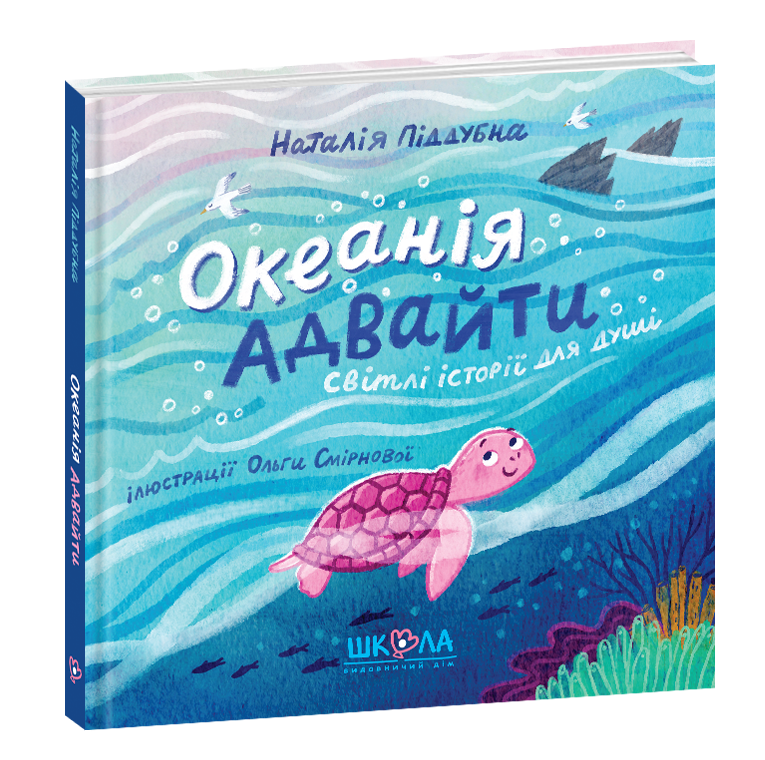 Наталія Піддубна
Океанія
Адвайти
світлі історії для душі
ілюстрації Ольги Смірнової
ШКОЛА
видавничий дім
Наталія Піддубна
Океанія Адвайти